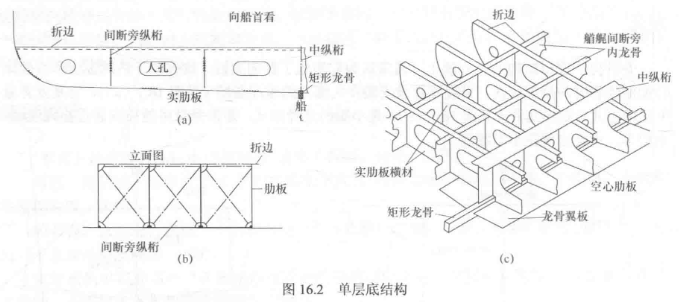 向船首看
折边
间断旁纵桁
中纵桁
人孔
矩形龙骨
实肋板
船
(a)
立面图
折边
肋板
间断旁纵桁
(b)
折边
船艉间断旁
内龙骨
中纵桁
实肋板横材
空心肋板
矩形龙骨
龙骨翼板
(c)
图 16.2 单层底结构